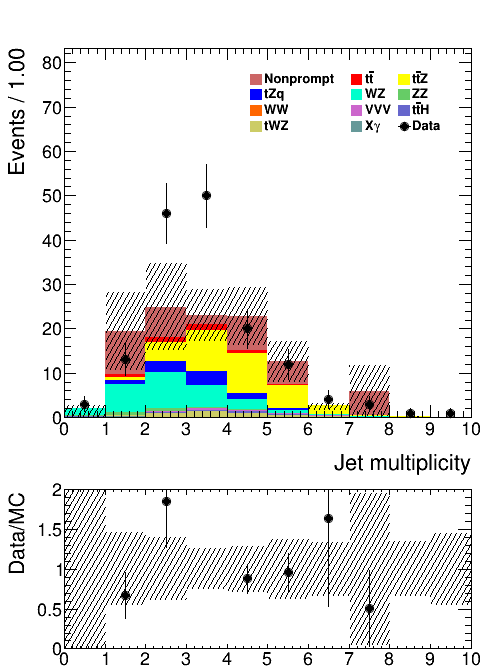 Events / 1.00
80
70
60
50
40
30
20
10
0
Nonprompt tt̄ tt̄Z
tZq WZ ZZ
WW VVV tt̄H
tWZ Xγ Data
0 1 2 3 4 5 6 7 8 9 10
Jet multiplicity
Data/MC
2
1.5
1
0.5
0
0 1 2 3 4 5 6 7 8 9 10